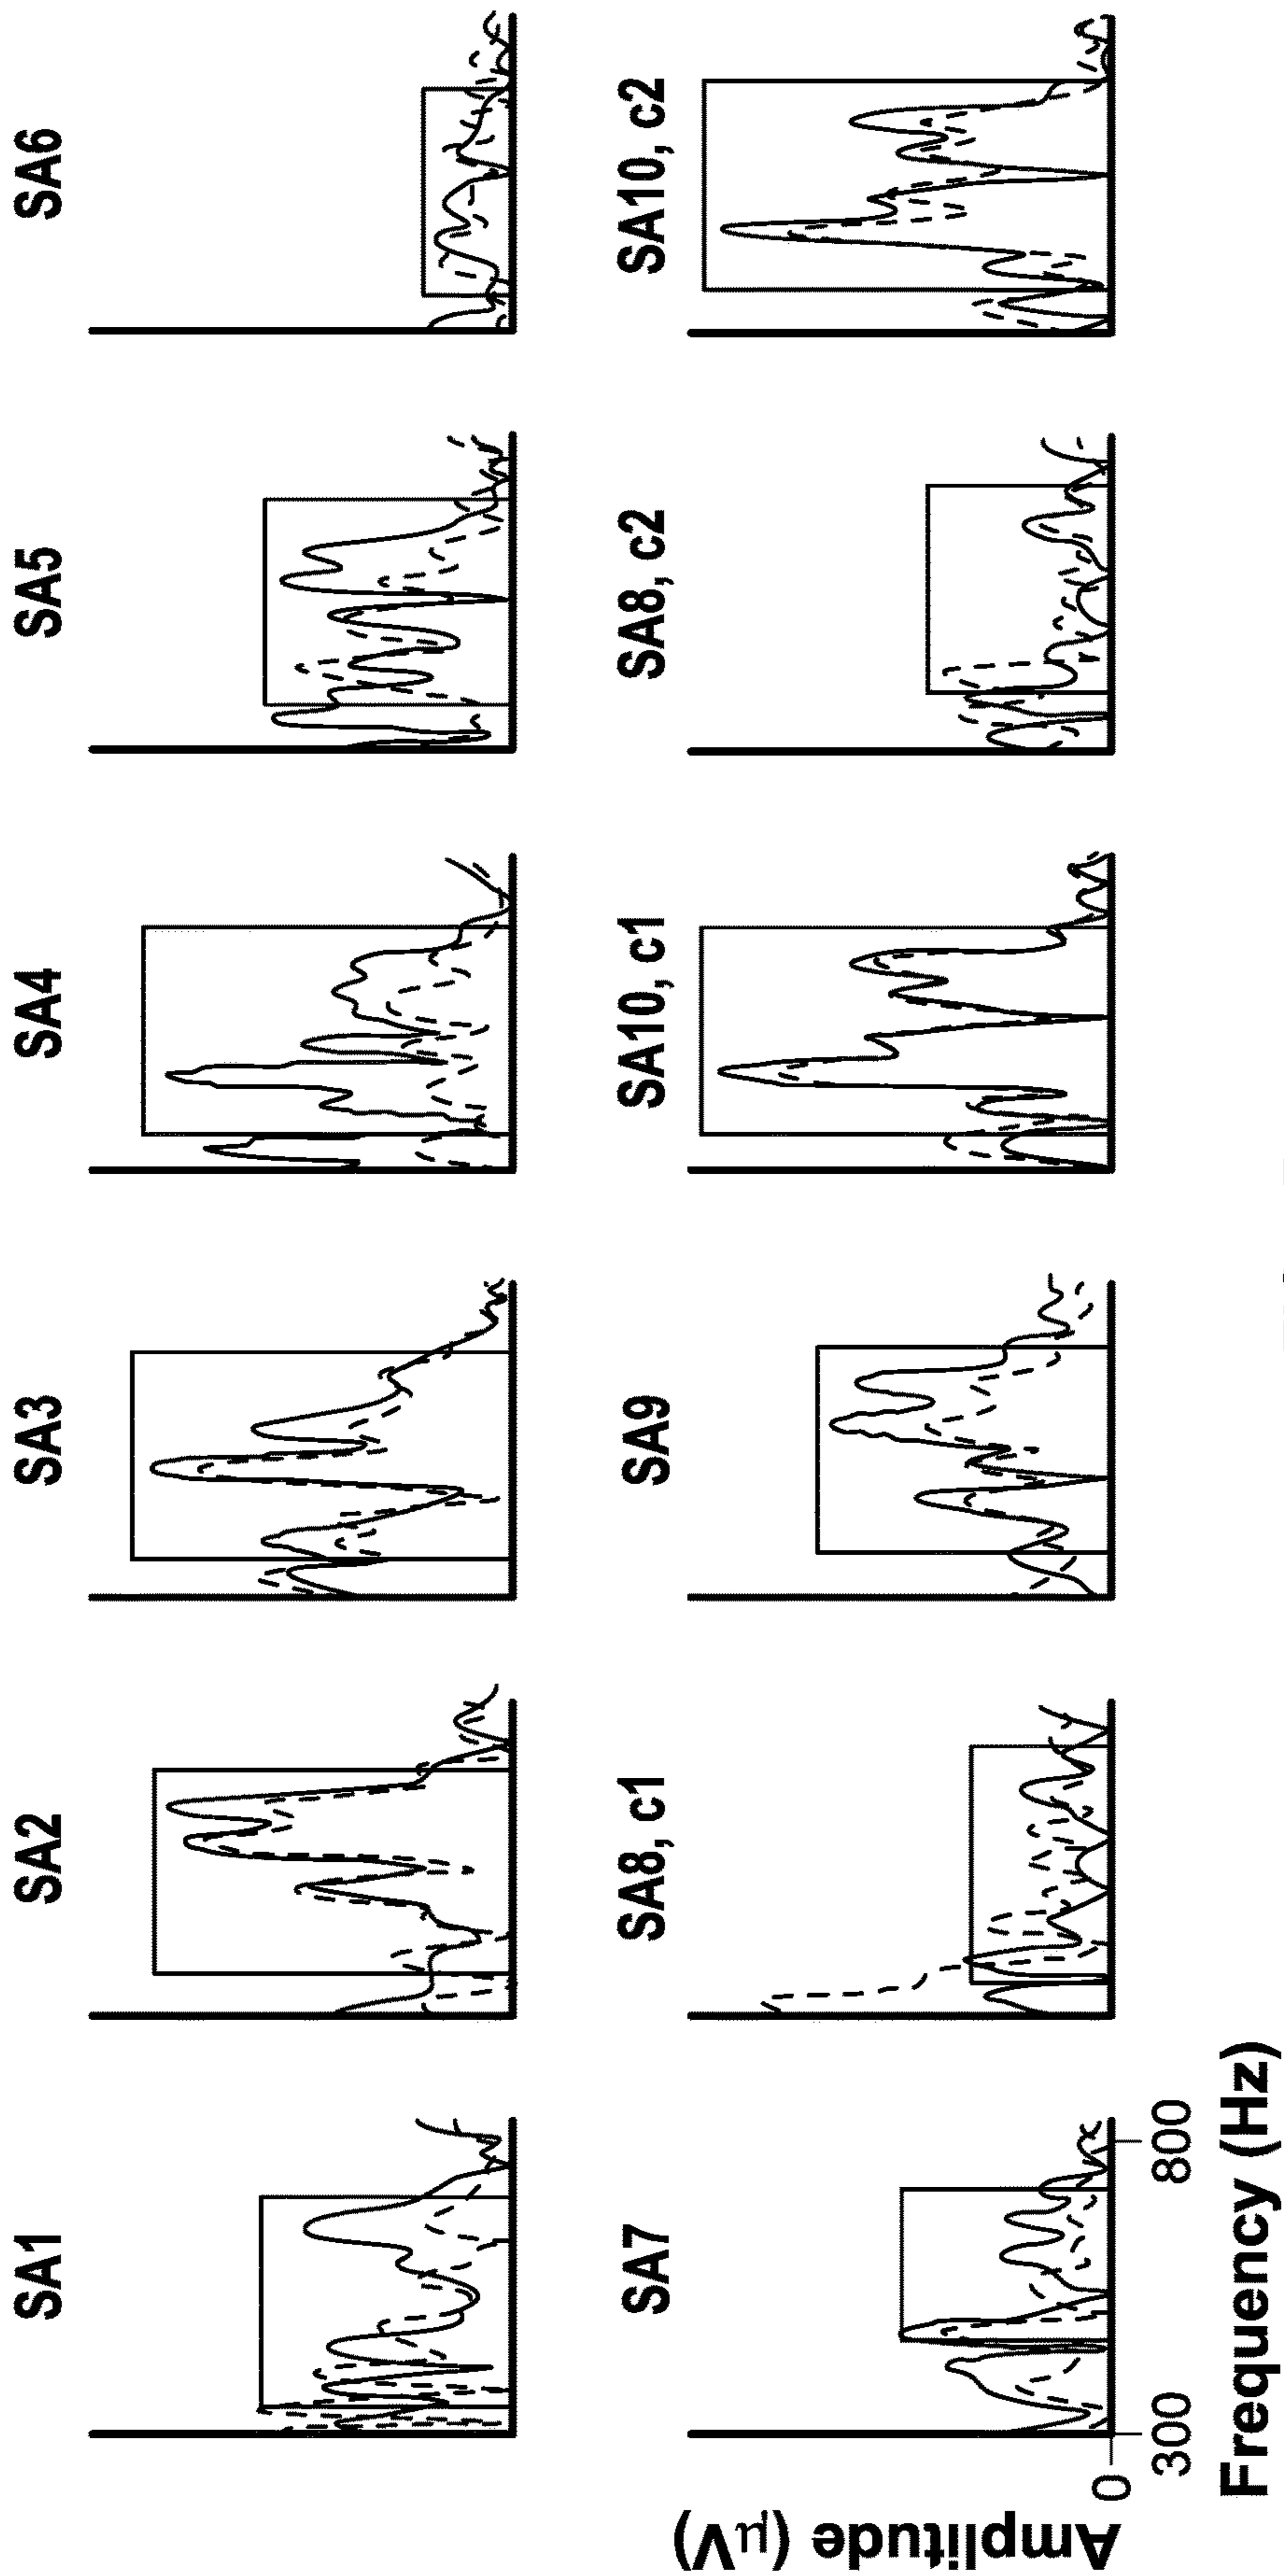 SA1
SA2
SA3
SA4
SA5
SA6
SA7
SA8, c1
SA9
SA10, c1
SA8, c2
SA10, c2
Amplitude (μV)
0
300
800
Frequency (Hz)